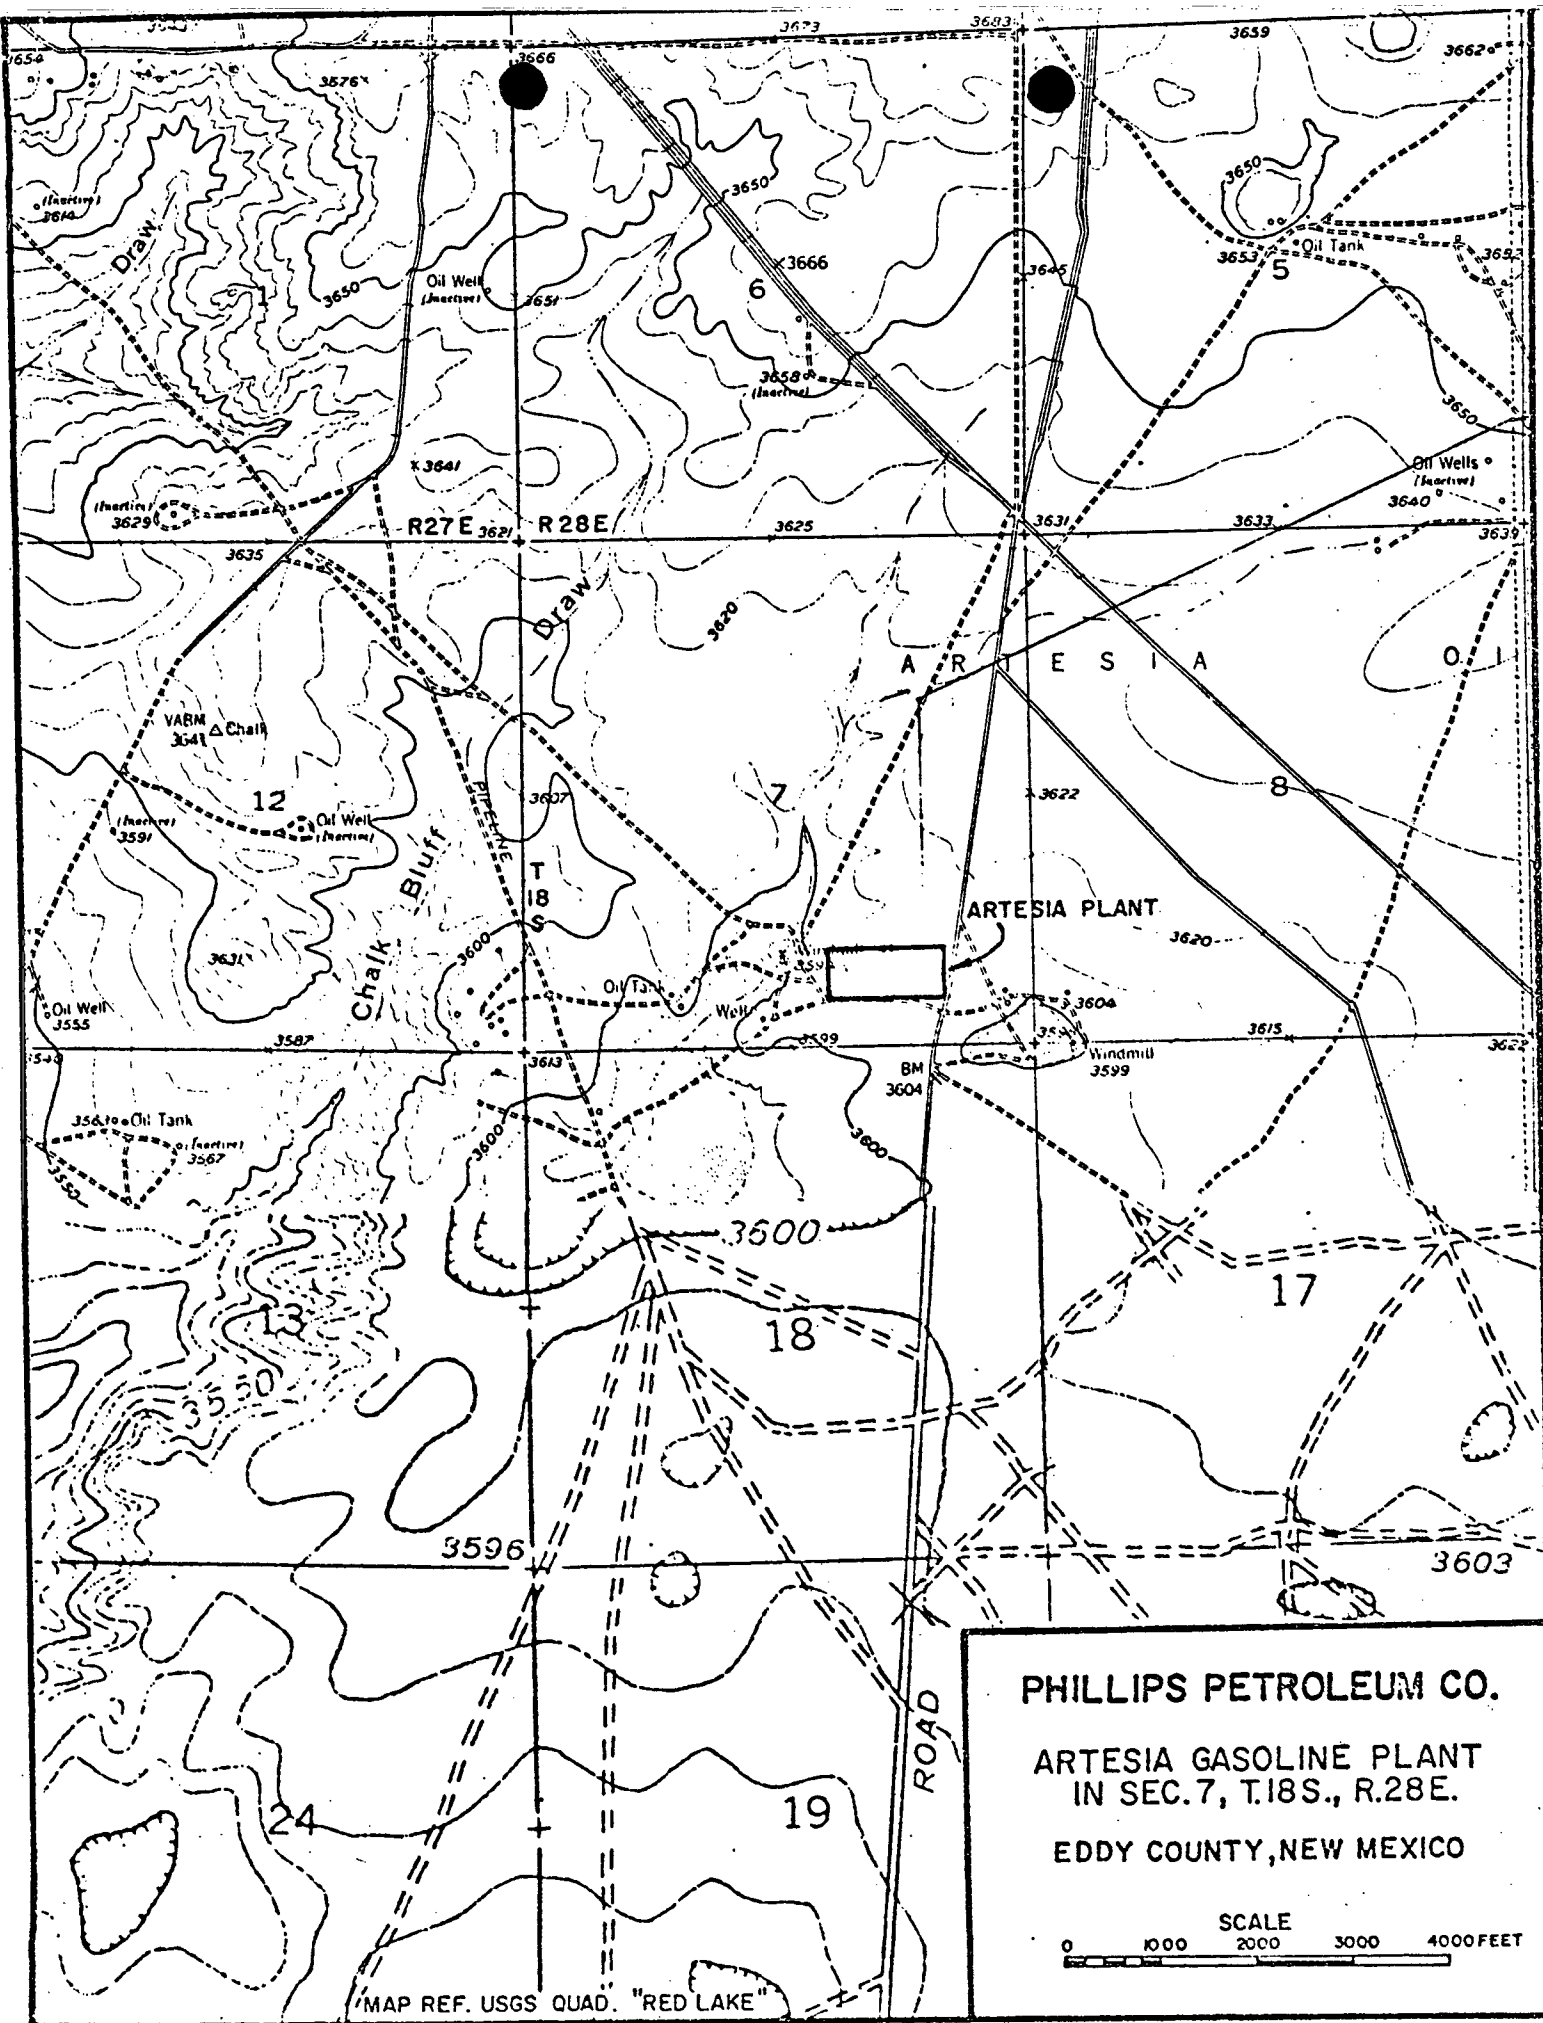 3673
3683
3659
3662
3654
3666
3576
3650
3650
(Inactive)
3614
Draw
3666
Oil Tank
3653
3645
Oil Well
(Inactive)
3650
3651
6
5
1
3658
(Inactive)
3650
3641
Oil Wells
(Inactive)
3640
(Inactive)
3629
R27E
3621
R28E
3625
3631
3633
3639
3635
Draw
3620
ARTESIA
O I
VABM
Chalk
12
3607
7
3622
8
PIPELINE
Oil Well
(Inactive)
(Inactive)
3591
T
18
S
Chalk Bluff
ARTESIA PLANT
3620
3600
3631
Oil Tank
Well
3604
Oil Well
3555
3587
3613
3599
3615
Windmill
3599
BM
3604
Oil Tank
(Inactive)
3567
3550
3600
3600
3600
17
13
18
3550
3596
3603
ROAD
24
19
PHILLIPS PETROLEUM CO.
ARTESIA GASOLINE PLANT
IN SEC. 7, T.18S., R.28E.
EDDY COUNTY, NEW MEXICO
SCALE
0 1000 2000 3000 4000 FEET
MAP REF. USGS QUAD. "RED LAKE"